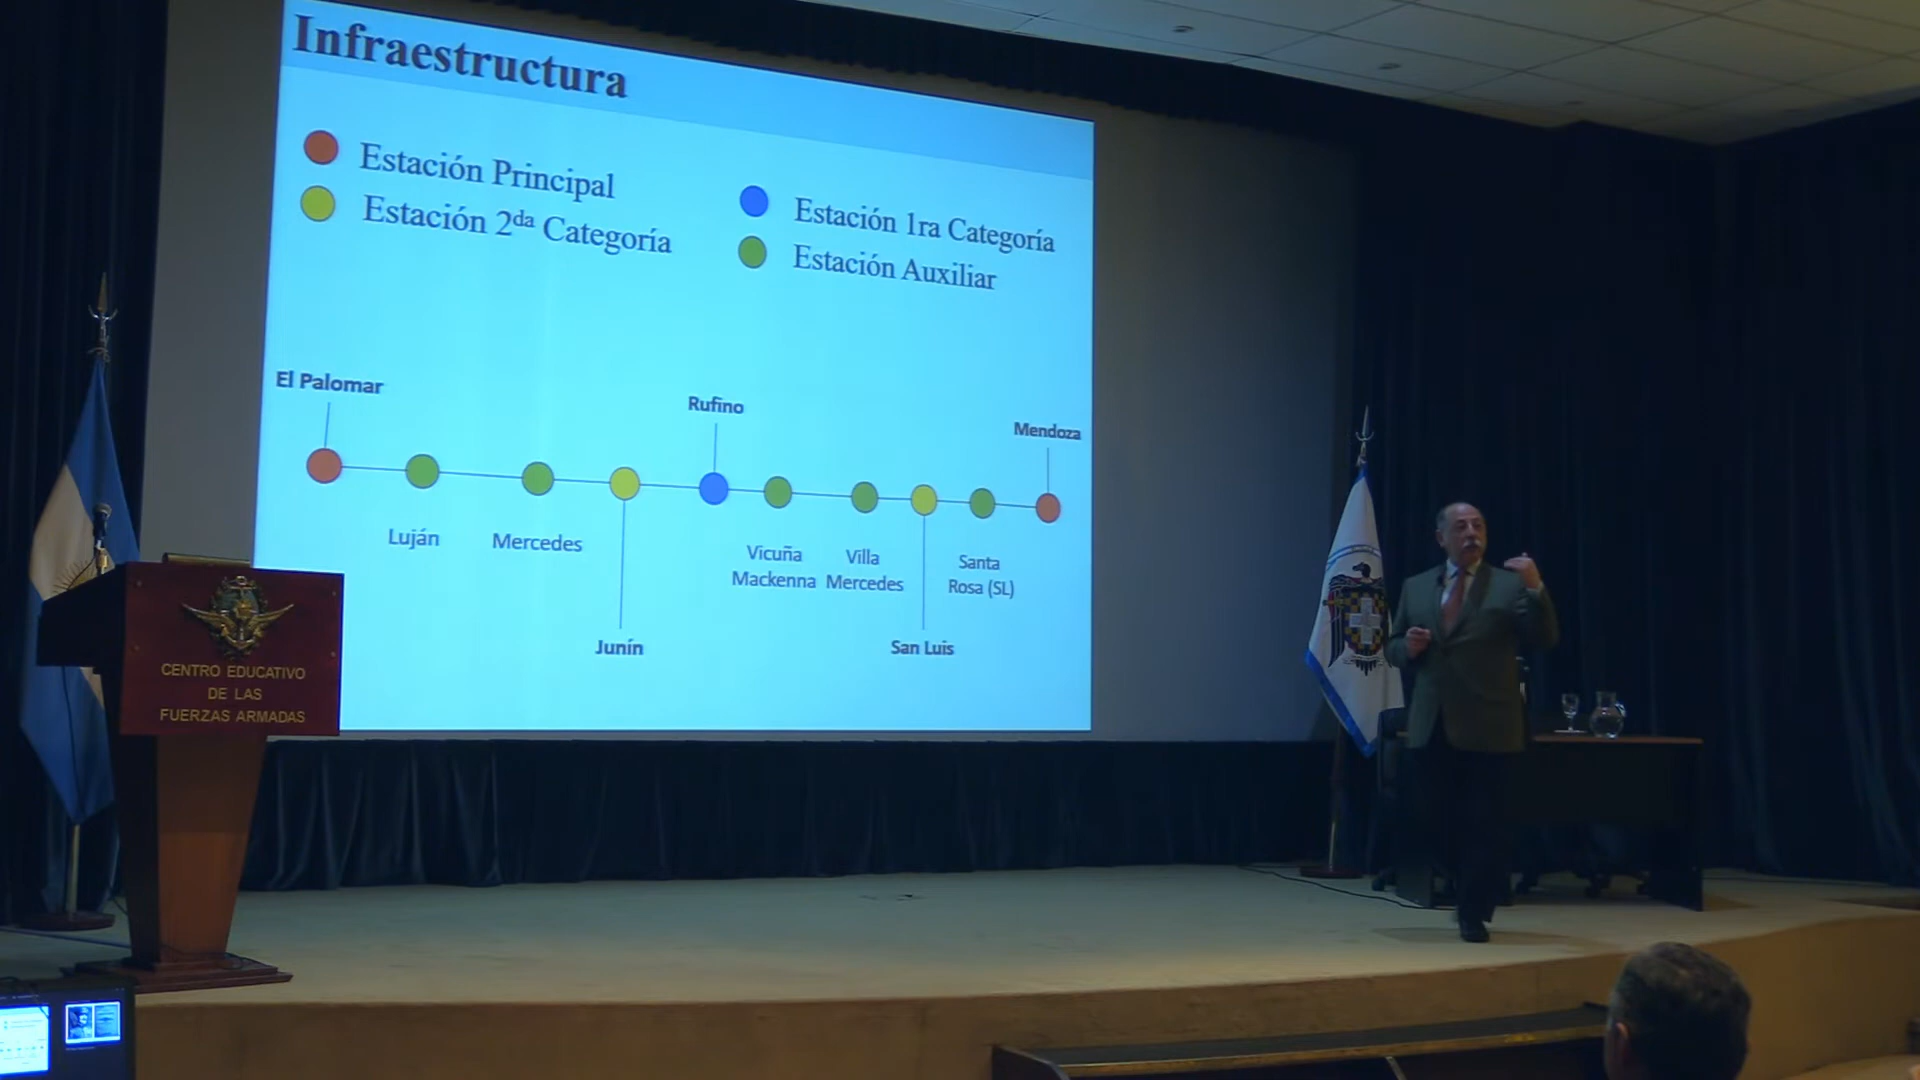 Infraestructura
Estación Principal
Estación 2da Categoría
Estación 1ra Categoría
Estación Auxiliar
El Palomar
Rufino
Mendoza
Luján
Mercedes
Vicuña
Mackenna
Villa
Mercedes
Santa
Rosa (SL)
Junín
San Luis
CENTRO EDUCATIVO
DE LAS
FUERZAS ARMADAS